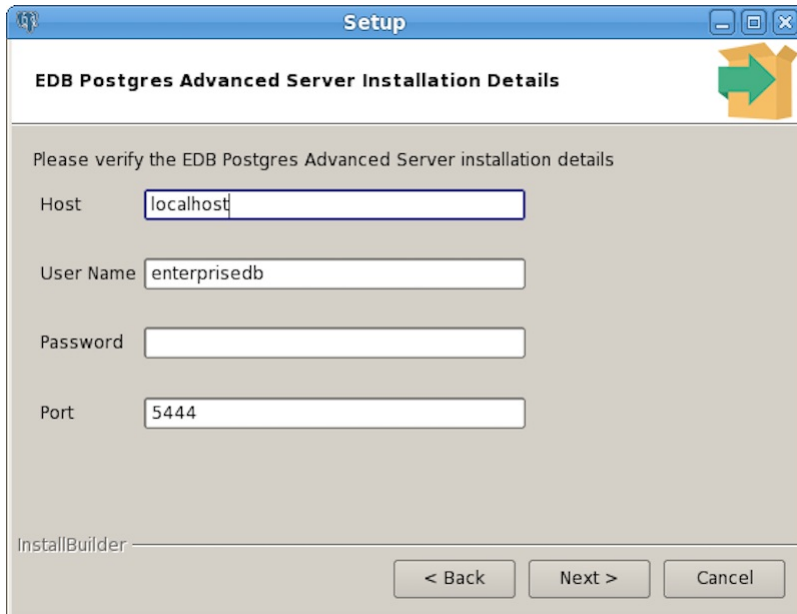 Setup
EDB Postgres Advanced Server Installation Details
Please verify the EDB Postgres Advanced Server installation details
Host localhost
User Name enterprisedb
Password
Port 5444
InstallBuilder
< Back Next > Cancel